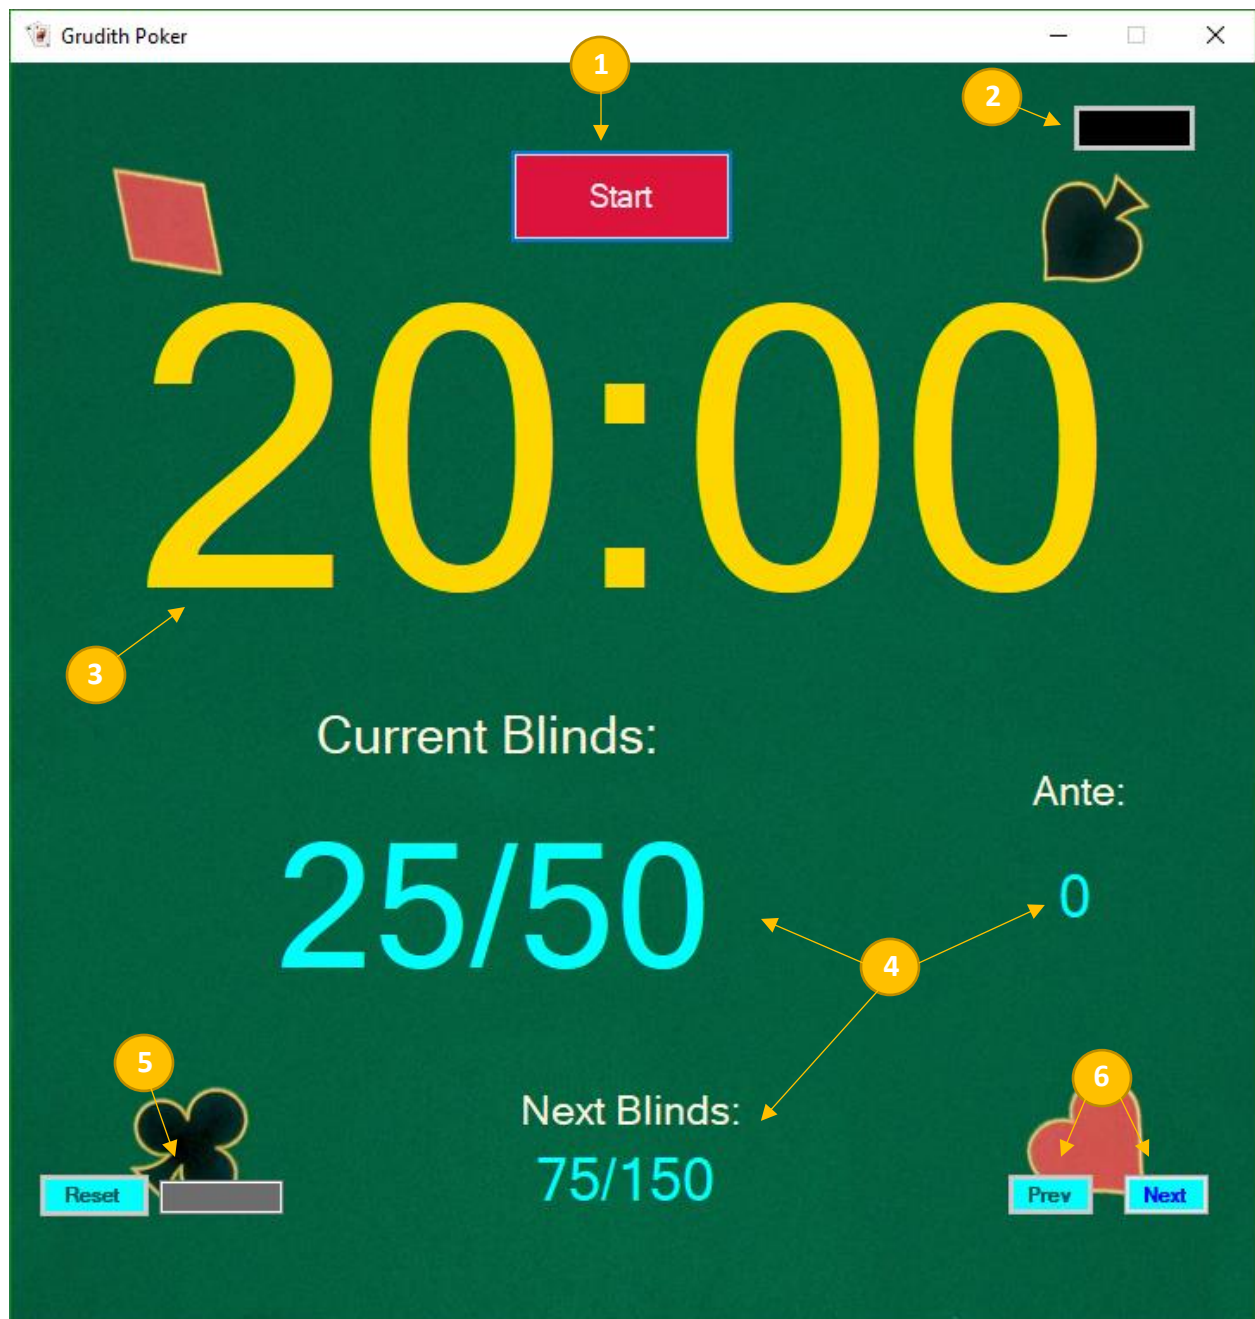 Grudith Poker
1
2
Start
20:00
3
Current Blinds:
Ante:
25/50
0
4
5
6
Next Blinds:
75/150
Reset
Prev
Next